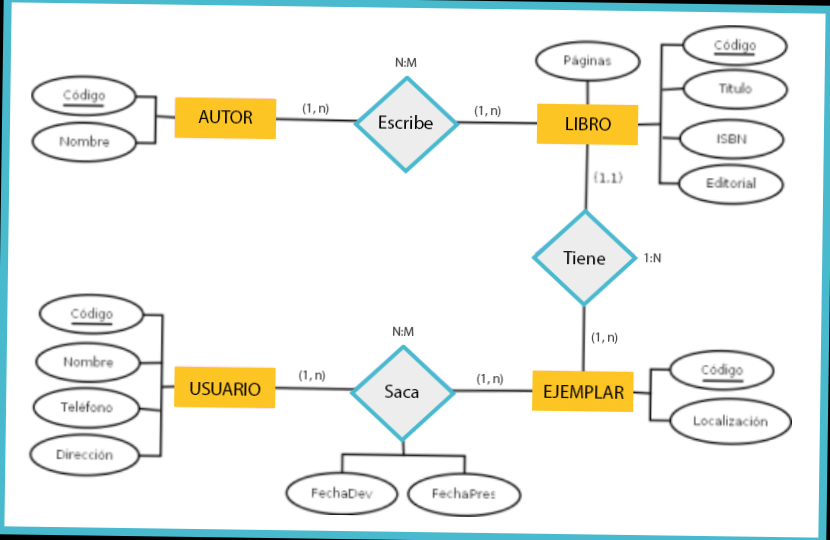 N:M
Código
Páginas
Título
Código
(1, n)
(1, n)
AUTOR
Escribe
LIBRO
ISBN
Nombre
Editorial
(1.1)
Tiene
1:N
Código
N:M
(1, n)
Nombre
Código
(1, n)
(1, n)
USUARIO
Saca
EJEMPLAR
Teléfono
Localización
Dirección
FechaDev
FechaPres